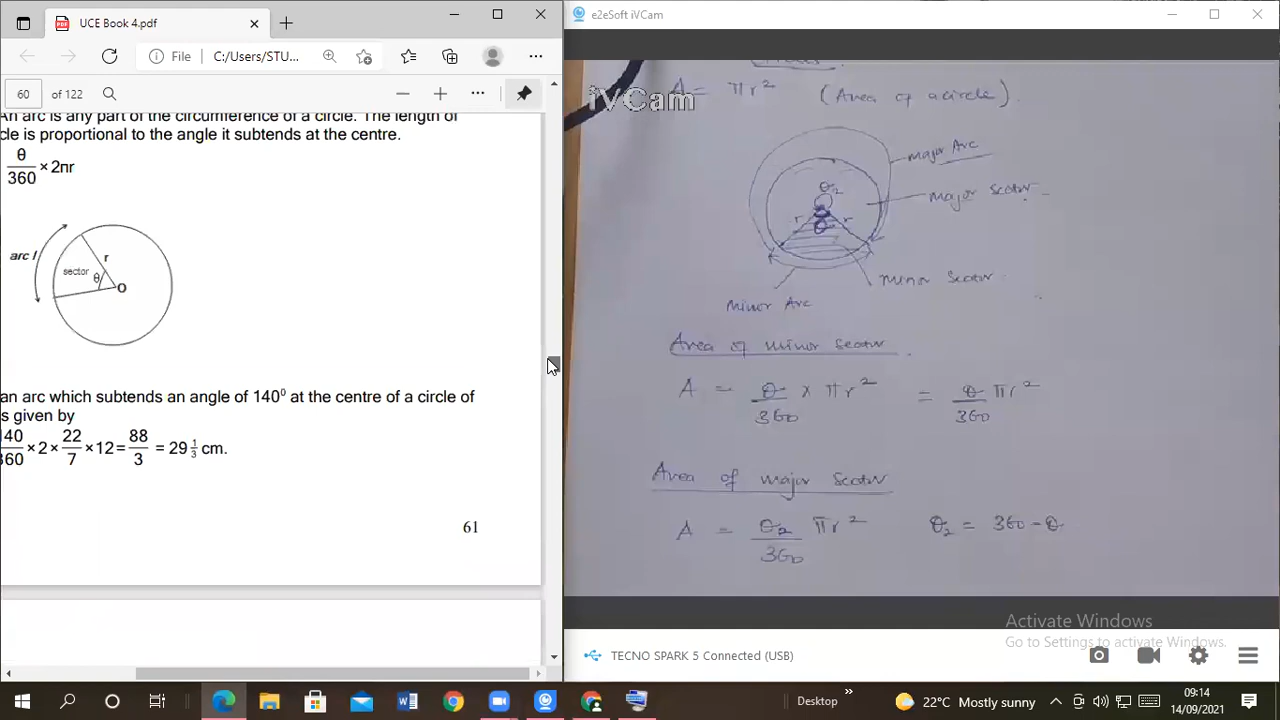 UCE Book 4.pdf
File
C:/Users/STU...
60 of 122
An arc is any part of the circumference of a circle. The length of
cle is proportional to the angle it subtends at the centre.
θ
360 × 2πr
arc l
r
sector
θ
O
an arc which subtends an angle of 140⁰ at the centre of a circle of
s given by
140/360 × 2 × 22/7 × 12 = 88/3 = 29 1/3 cm.
61
e2eSoft iVCam
iVCam
A = πr² (Area of a circle).
Major Arc
θ₂
Major Sector
r
r
θ
Minor Sector
Minor Arc
Area of minor sector
A = θ/360 × πr² = θ/360 πr²
Area of major sector
A = θ₂/360 πr² θ₂ = 360 - θ
Activate Windows
Go to Settings to activate Windows.
TECNO SPARK 5 Connected (USB)
Desktop
22°C Mostly sunny
09:14
14/09/2021